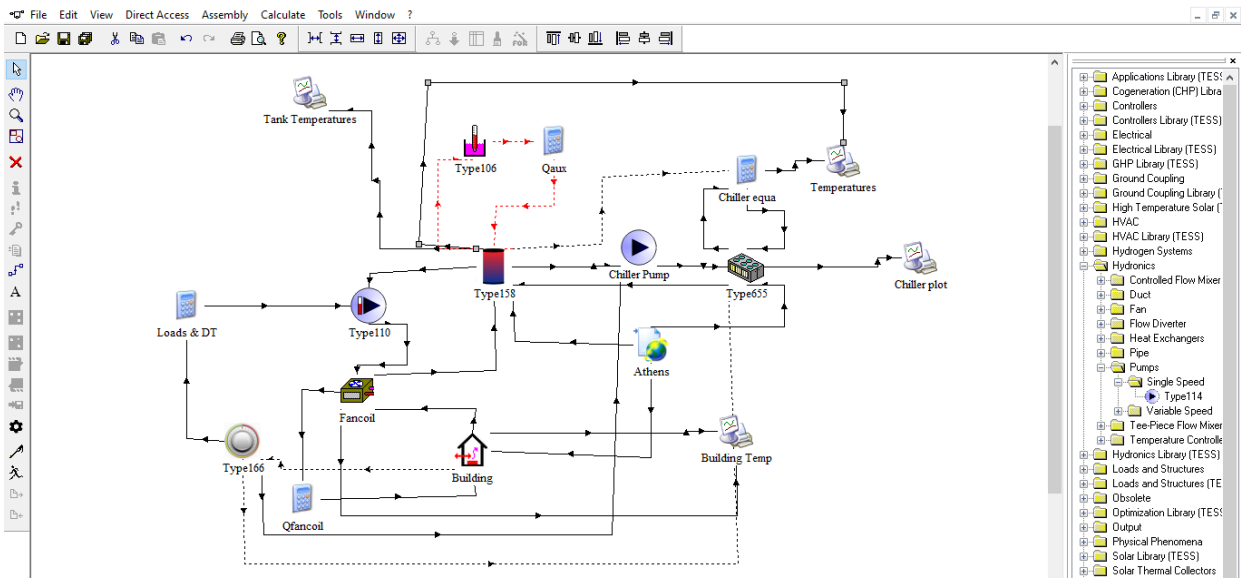 File Edit View Direct Access Assembly Calculate Tools Window ?
Tank Temperatures
Type106
Qaux
Chiller equa
Temperatures
Type158
Chiller Pump
Type655
Chiller plot
Loads & DT
Type110
Athens
Fancoil
Type166
Building
Building Temp
Qfancoil
Applications Library (TESS
Cogeneration (CHP) Libra
Controllers
Controllers Library (TESS)
Electrical
Electrical Library (TESS)
GHP Library (TESS)
Ground Coupling
Ground Coupling Library (
High Temperature Solar (T
HVAC
HVAC Library (TESS)
Hydrogen Systems
Hydronics
Controlled Flow Mixer
Duct
Fan
Flow Diverter
Heat Exchangers
Pipe
Pumps
Single Speed
Type114
Variable Speed
Tee-Piece Flow Mixer
Temperature Controlle
Hydronics Library (TESS)
Loads and Structures
Loads and Structures (TE
Obsolete
Optimization Library (TESS
Output
Physical Phenomena
Solar Library (TESS)
Solar Thermal Collectors